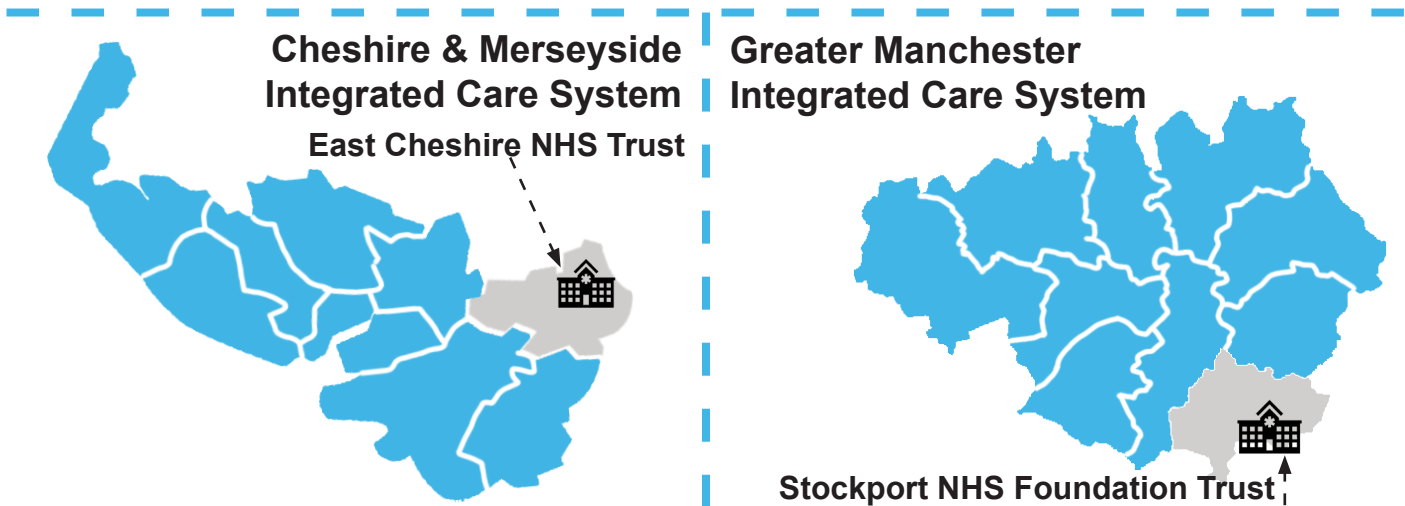 Cheshire & Merseyside
Integrated Care System
East Cheshire NHS Trust
Greater Manchester
Integrated Care System
Stockport NHS Foundation Trust